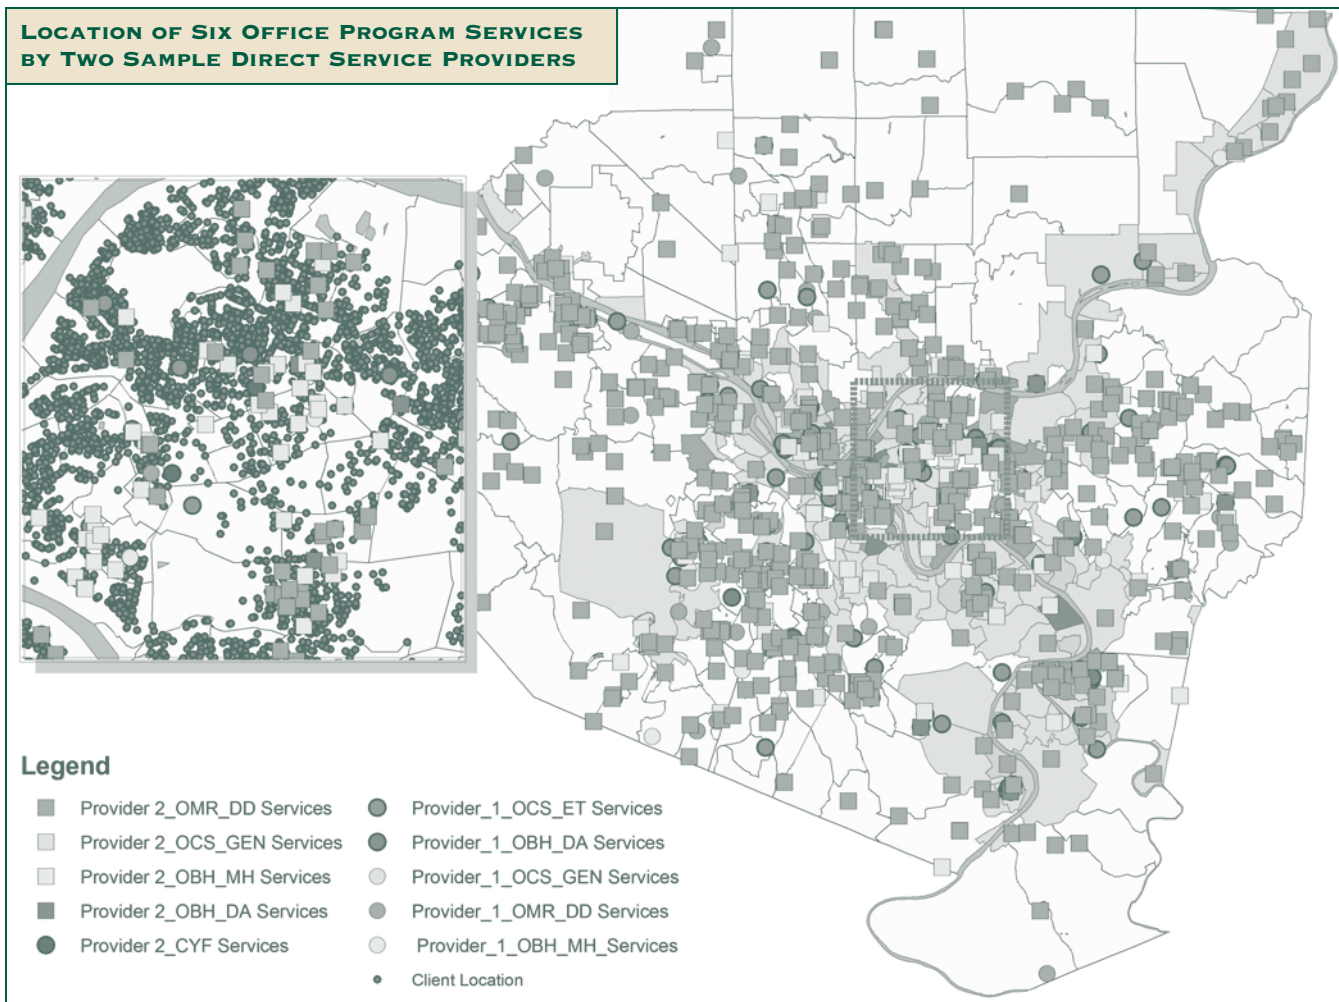 Location of Six Office Program Services
by Two Sample Direct Service Providers
Legend
Provider 2_OMR_DD Services
Provider 2_OCS_GEN Services
Provider 2_OBH_MH Services
Provider 2_OBH_DA Services
Provider 2_CYF Services
Provider_1_OCS_ET Services
Provider_1_OBH_DA Services
Provider_1_OCS_GEN Services
Provider_1_OMR_DD Services
Provider_1_OBH_MH_Services
Client Location